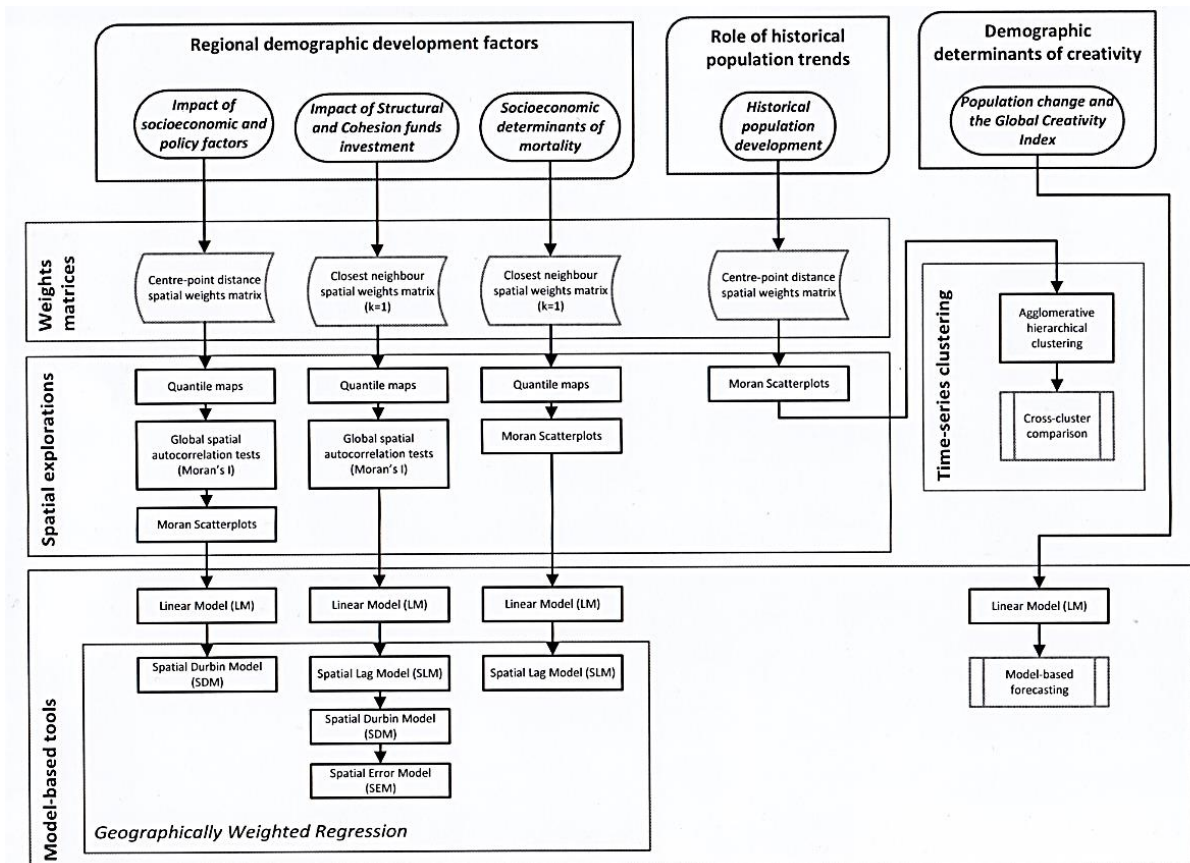 Regional demographic development factors
Impact of
socioeconomic and
policy factors
Impact of Structural
and Cohesion funds
investment
Socioeconomic
determinants of
mortality
Role of historical
population trends
Historical
population
development
Demographic
determinants of creativity
Population change and
the Global Creativity
Index
Weights
matrices
Centre-point distance
spatial weights matrix
Closest neighbour
spatial weights matrix
(k=1)
Closest neighbour
spatial weights matrix
(k=1)
Centre-point distance
spatial weights matrix
Time-series clustering
Agglomerative
hierarchical
clustering
Cross-cluster
comparison
Spatial explorations
Quantile maps
Global spatial
autocorrelation tests
(Moran's I)
Moran Scatterplots
Quantile maps
Global spatial
autocorrelation tests
(Moran's I)
Quantile maps
Moran Scatterplots
Moran Scatterplots
Model-based tools
Linear Model (LM)
Spatial Durbin Model
(SDM)
Linear Model (LM)
Spatial Lag Model (SLM)
Spatial Durbin Model
(SDM)
Spatial Error Model
(SEM)
Linear Model (LM)
Spatial Lag Model (SLM)
Linear Model (LM)
Model-based
forecasting
Geographically Weighted Regression